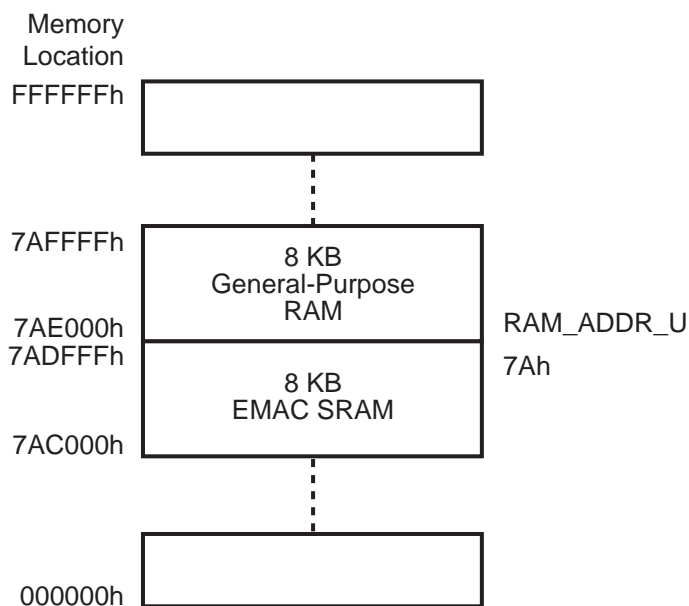 Memory
Location
FFFFFFh
7AFFFFh
8 KB
General-Purpose
RAM
7AE000h
RAM_ADDR_U
7ADFFFh
7Ah
8 KB
EMAC SRAM
7AC000h
000000h